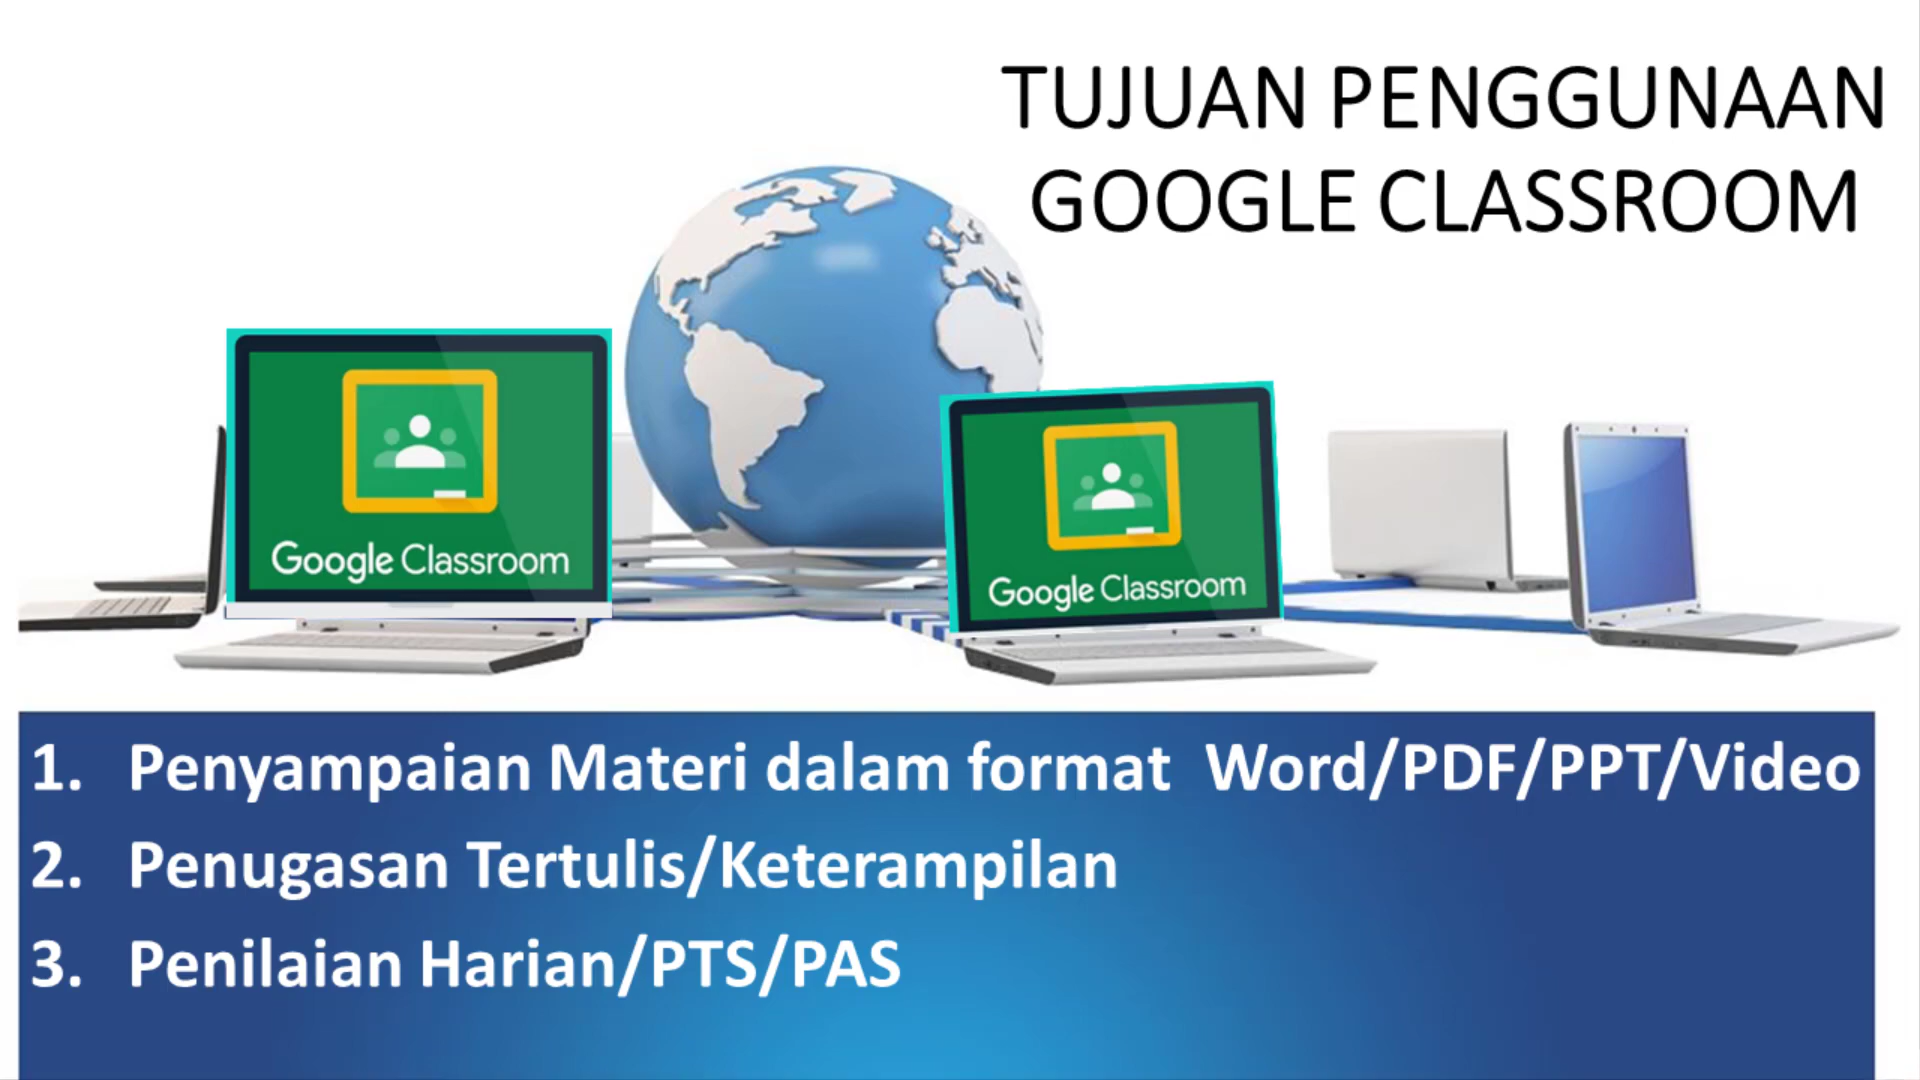 TUJUAN PENGGUNAAN
GOOGLE CLASSROOM
Google Classroom
Google Classroom
1. Penyampaian Materi dalam format Word/PDF/PPT/Video
2. Penugasan Tertulis/Keterampilan
3. Penilaian Harian/PTS/PAS